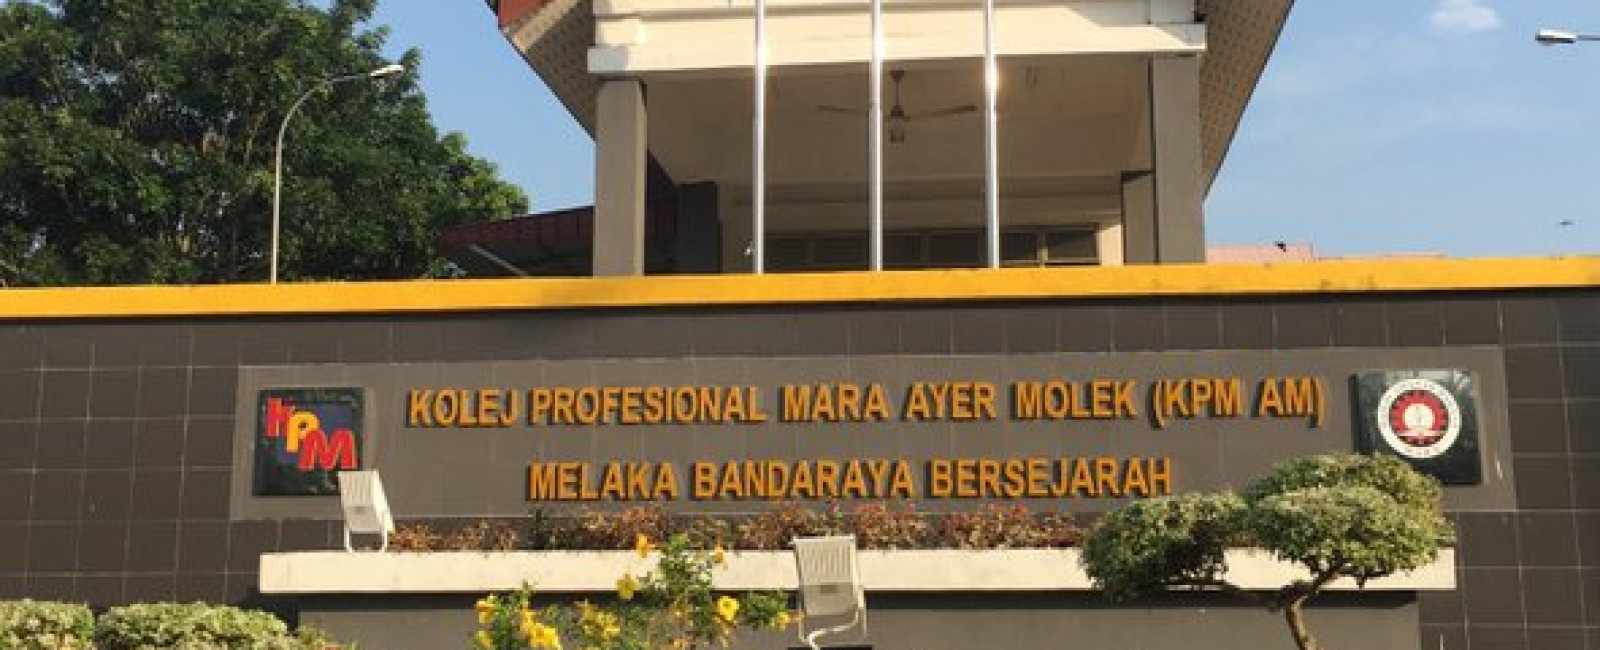 KOLEJ PROFESIONAL MARA AYER MOLEK (KPM AM)
MELAKA BANDARAYA BERSEJARAH
KPM